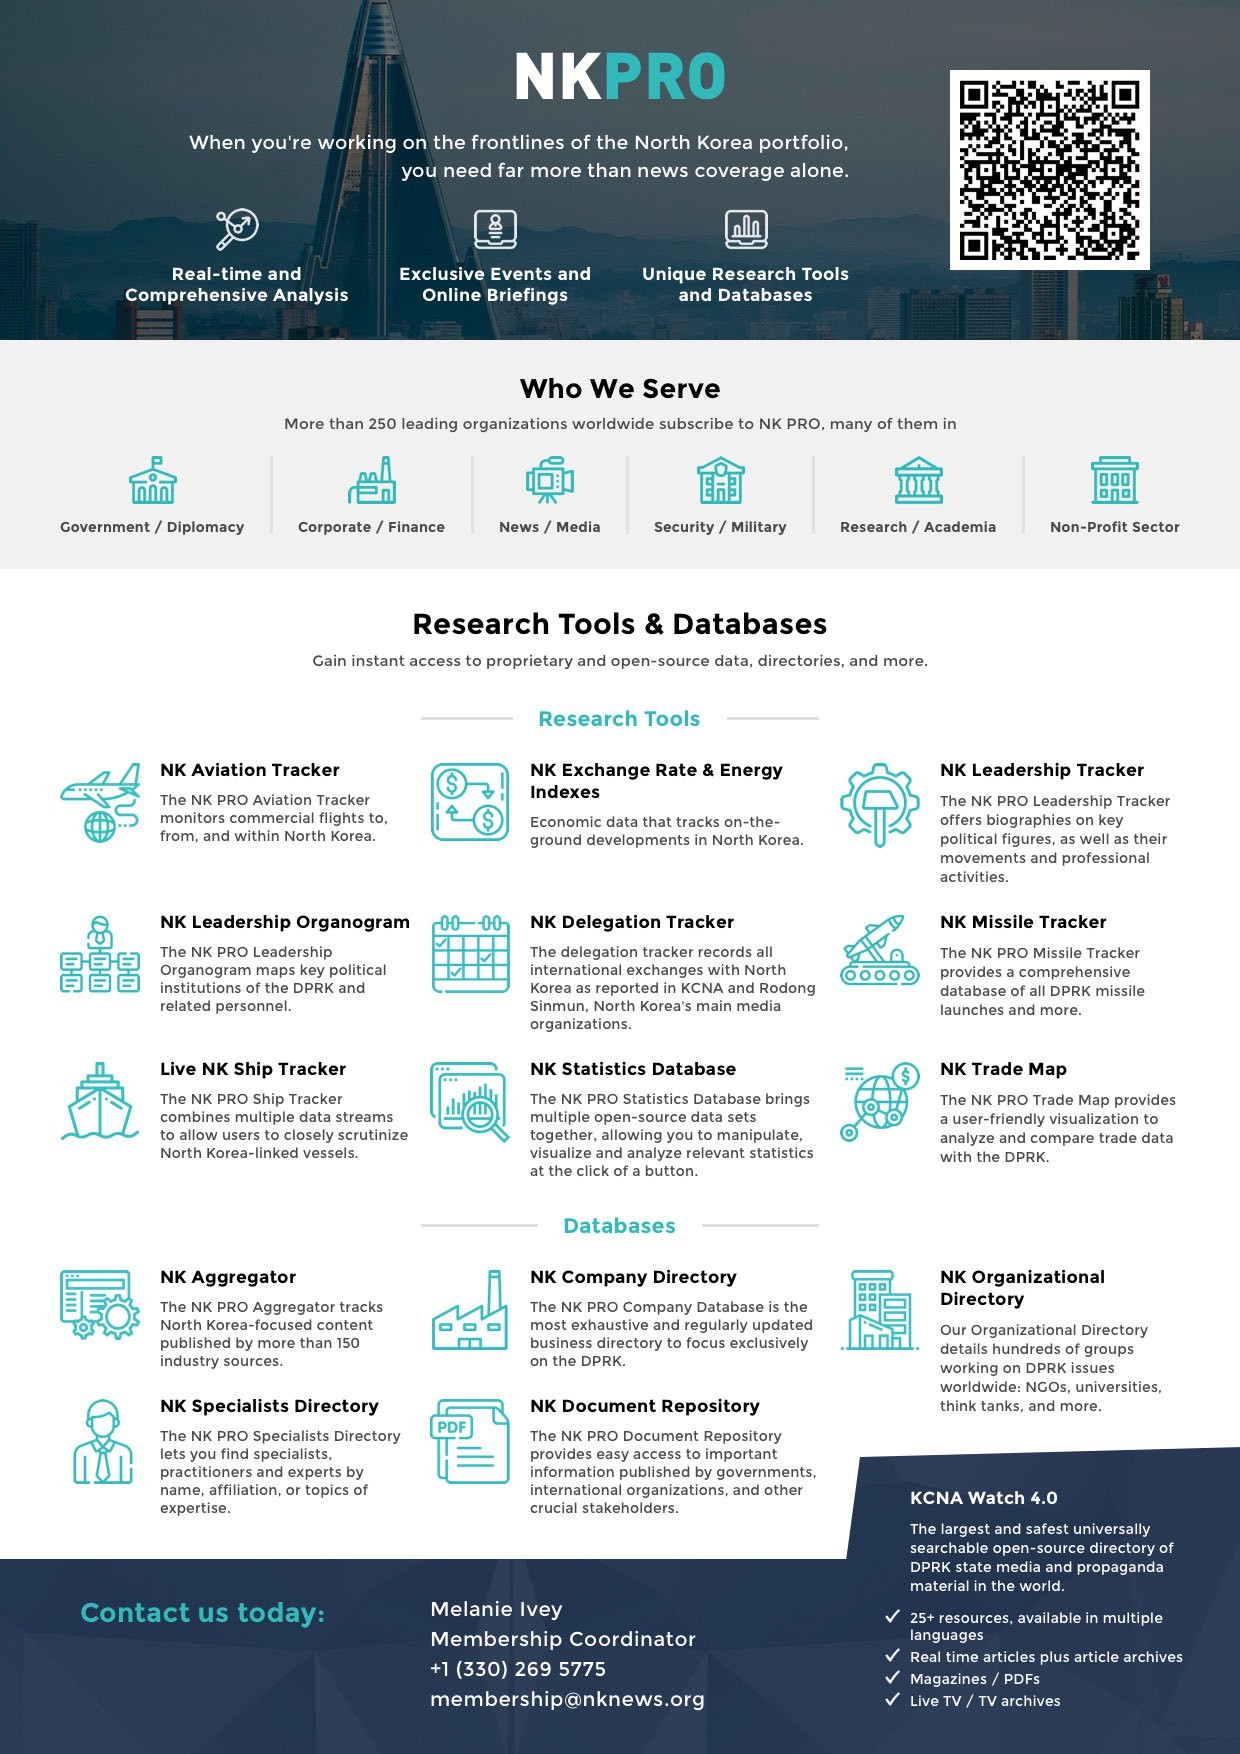 NKPRO
When you're working on the frontlines of the North Korea portfolio,
you need far more than news coverage alone.
Real-time and
Comprehensive Analysis
Exclusive Events and
Online Briefings
Unique Research Tools
and Databases
Who We Serve
More than 250 leading organizations worldwide subscribe to NK PRO, many of them in
Government / Diplomacy
Corporate / Finance
News / Media
Security / Military
Research / Academia
Non-Profit Sector
Research Tools & Databases
Gain instant access to proprietary and open-source data, directories, and more.
Research Tools
NK Aviation Tracker
The NK PRO Aviation Tracker
monitors commercial flights to,
from, and within North Korea.
NK Exchange Rate & Energy
Indexes
Economic data that tracks on-the-
ground developments in North Korea.
NK Leadership Tracker
The NK PRO Leadership Tracker
offers biographies on key
political figures, as well as their
movements and professional
activities.
NK Leadership Organogram
The NK PRO Leadership
Organogram maps key political
institutions of the DPRK and
related personnel.
NK Delegation Tracker
The delegation tracker records all
international exchanges with North
Korea as reported in KCNA and Rodong
Sinmun, North Korea's main media
organizations.
NK Missile Tracker
The NK PRO Missile Tracker
provides a comprehensive
database of all DPRK missile
launches and more.
Live NK Ship Tracker
The NK PRO Ship Tracker
combines multiple data streams
to allow users to closely scrutinize
North Korea-linked vessels.
NK Statistics Database
The NK PRO Statistics Database brings
multiple open-source data sets
together, allowing you to manipulate,
visualize and analyze relevant statistics
at the click of a button.
NK Trade Map
The NK PRO Trade Map provides
a user-friendly visualization to
analyze and compare trade data
with the DPRK.
Databases
NK Aggregator
The NK PRO Aggregator tracks
North Korea-focused content
published by more than 150
industry sources.
NK Company Directory
The NK PRO Company Database is the
most exhaustive and regularly updated
business directory to focus exclusively
on the DPRK.
NK Organizational
Directory
Our Organizational Directory
details hundreds of groups
working on DPRK issues
worldwide: NGOs, universities,
think tanks, and more.
NK Specialists Directory
The NK PRO Specialists Directory
lets you find specialists,
practitioners and experts by
name, affiliation, or topics of
expertise.
PDF
NK Document Repository
The NK PRO Document Repository
provides easy access to important
information published by governments,
international organizations, and other
crucial stakeholders.
KCNA Watch 4.0
The largest and safest universally
searchable open-source directory of
DPRK state media and propaganda
material in the world.
25+ resources, available in multiple
languages
Real time articles plus article archives
Magazines / PDFs
Live TV / TV archives
Contact us today:
Melanie Ivey
Membership Coordinator
+1 (330) 269 5775
membership@nknews.org